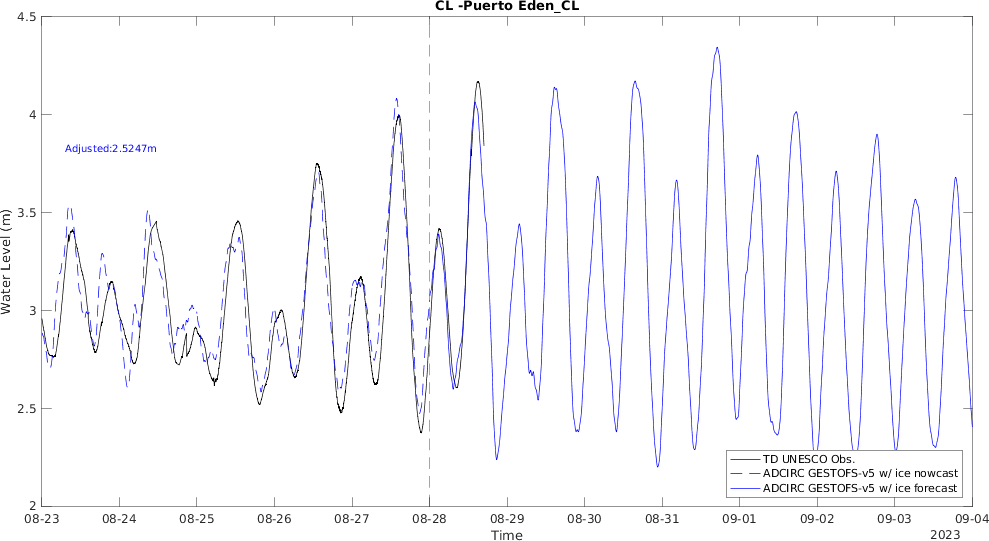 CL -Puerto Eden_CL
4.5
4
3.5
3
2.5
2
Water Level (m)
Adjusted:2.5247m
TD UNESCO Obs.
ADCIRC GESTOFS-v5 w/ ice nowcast
ADCIRC GESTOFS-v5 w/ ice forecast
08-23 08-24 08-25 08-26 08-27 08-28 08-29 08-30 08-31 09-01 09-02 09-03 09-04
Time
2023